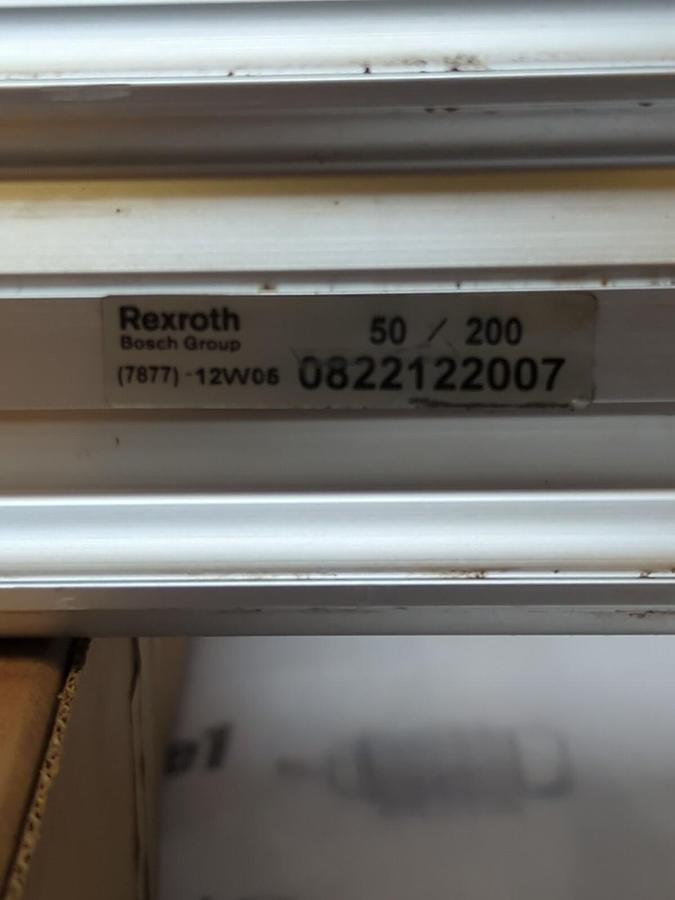 Rexroth 50 / 200
Bosch Group
(7877) - 12W05 0822122007